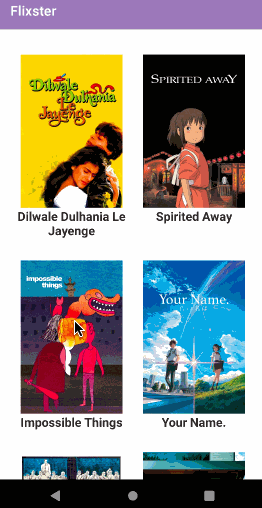 Flixster
Dilwale
Dulhania
Le
Jayenge
SPIRITED AWAY
Dilwale Dulhania Le
Jayenge
Spirited Away
impossible
things
Your Name.
Impossible Things
Your Name.